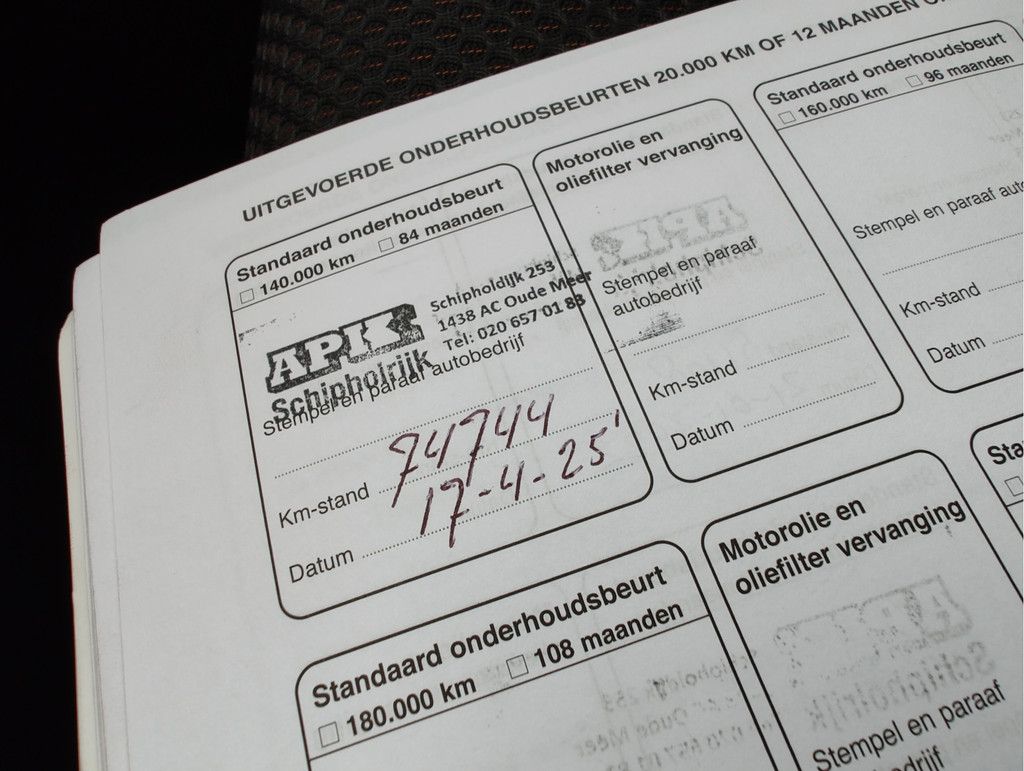 UITGEVOERDE ONDERHOUDSBEURTEN 20.000 KM OF 12 MAANDEN
Standaard onderhoudsbeurt
140.000 km 84 maanden
APK
Schipholrijk
Schipholdijk 253
1438 AC Oude Meer
Tel: 020 657 01 83
Stempel en paraaf autobedrijf
Km-stand 74744
Datum 17-4-25'
Motorolie en
oliefilter vervanging
Stempel en paraaf
autobedrijf
Km-stand
Datum
Standaard onderhoudsbeurt
160.000 km 96 maanden
Stempel en paraaf
Km-stand
Datum
Standaard onderhoudsbeurt
180.000 km 108 maanden
Motorolie en
oliefilter vervanging
Stempel en paraaf